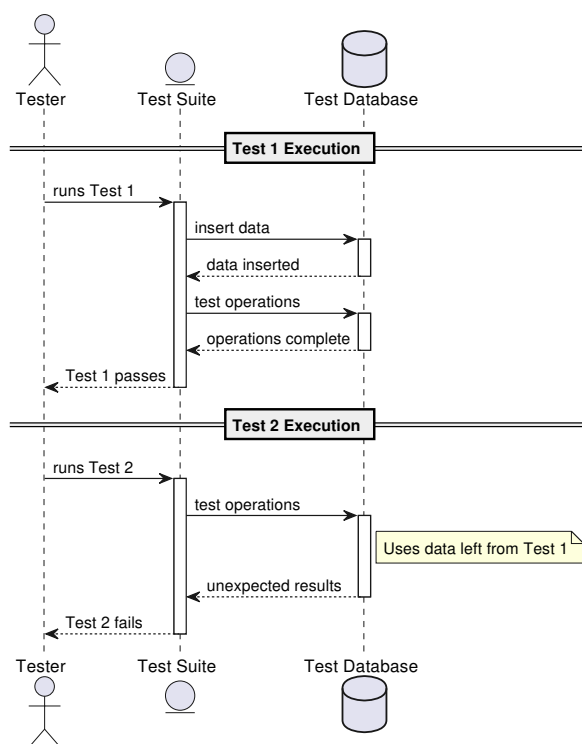 Tester
Test Suite
Test Database
Test 1 Execution
runs Test 1
insert data
data inserted
test operations
operations complete
Test 1 passes
Test 2 Execution
runs Test 2
test operations
Uses data left from Test 1
unexpected results
Test 2 fails
Tester
Test Suite
Test Database